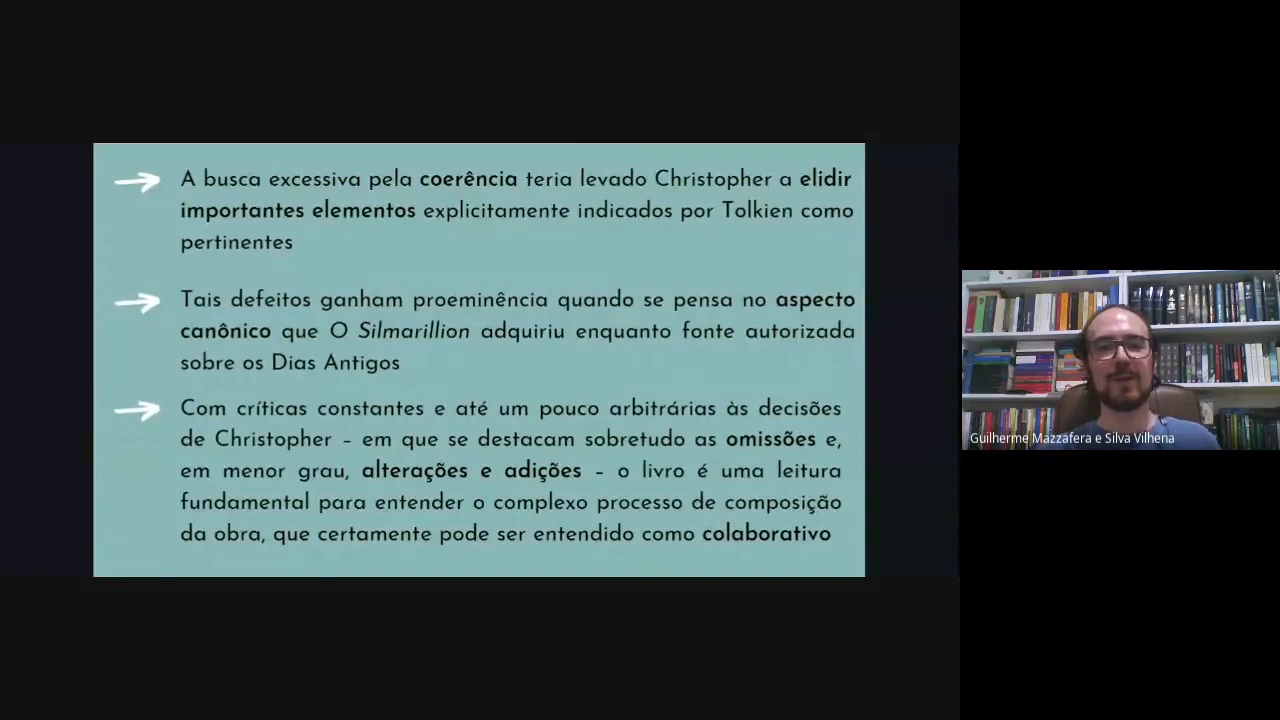 A busca excessiva pela coerência teria levado Christopher a elidir
importantes elementos explicitamente indicados por Tolkien como
pertinentes
Tais defeitos ganham proeminência quando se pensa no aspecto
canônico que O Silmarillion adquiriu enquanto fonte autorizada
sobre os Dias Antigos
Com críticas constantes e até um pouco arbitrárias às decisões
de Christopher – em que se destacam sobretudo as omissões e,
em menor grau, alterações e adições – o livro é uma leitura
fundamental para entender o complexo processo de composição
da obra, que certamente pode ser entendido como colaborativo
Guilherme Mazzafera e Silva Vilhena